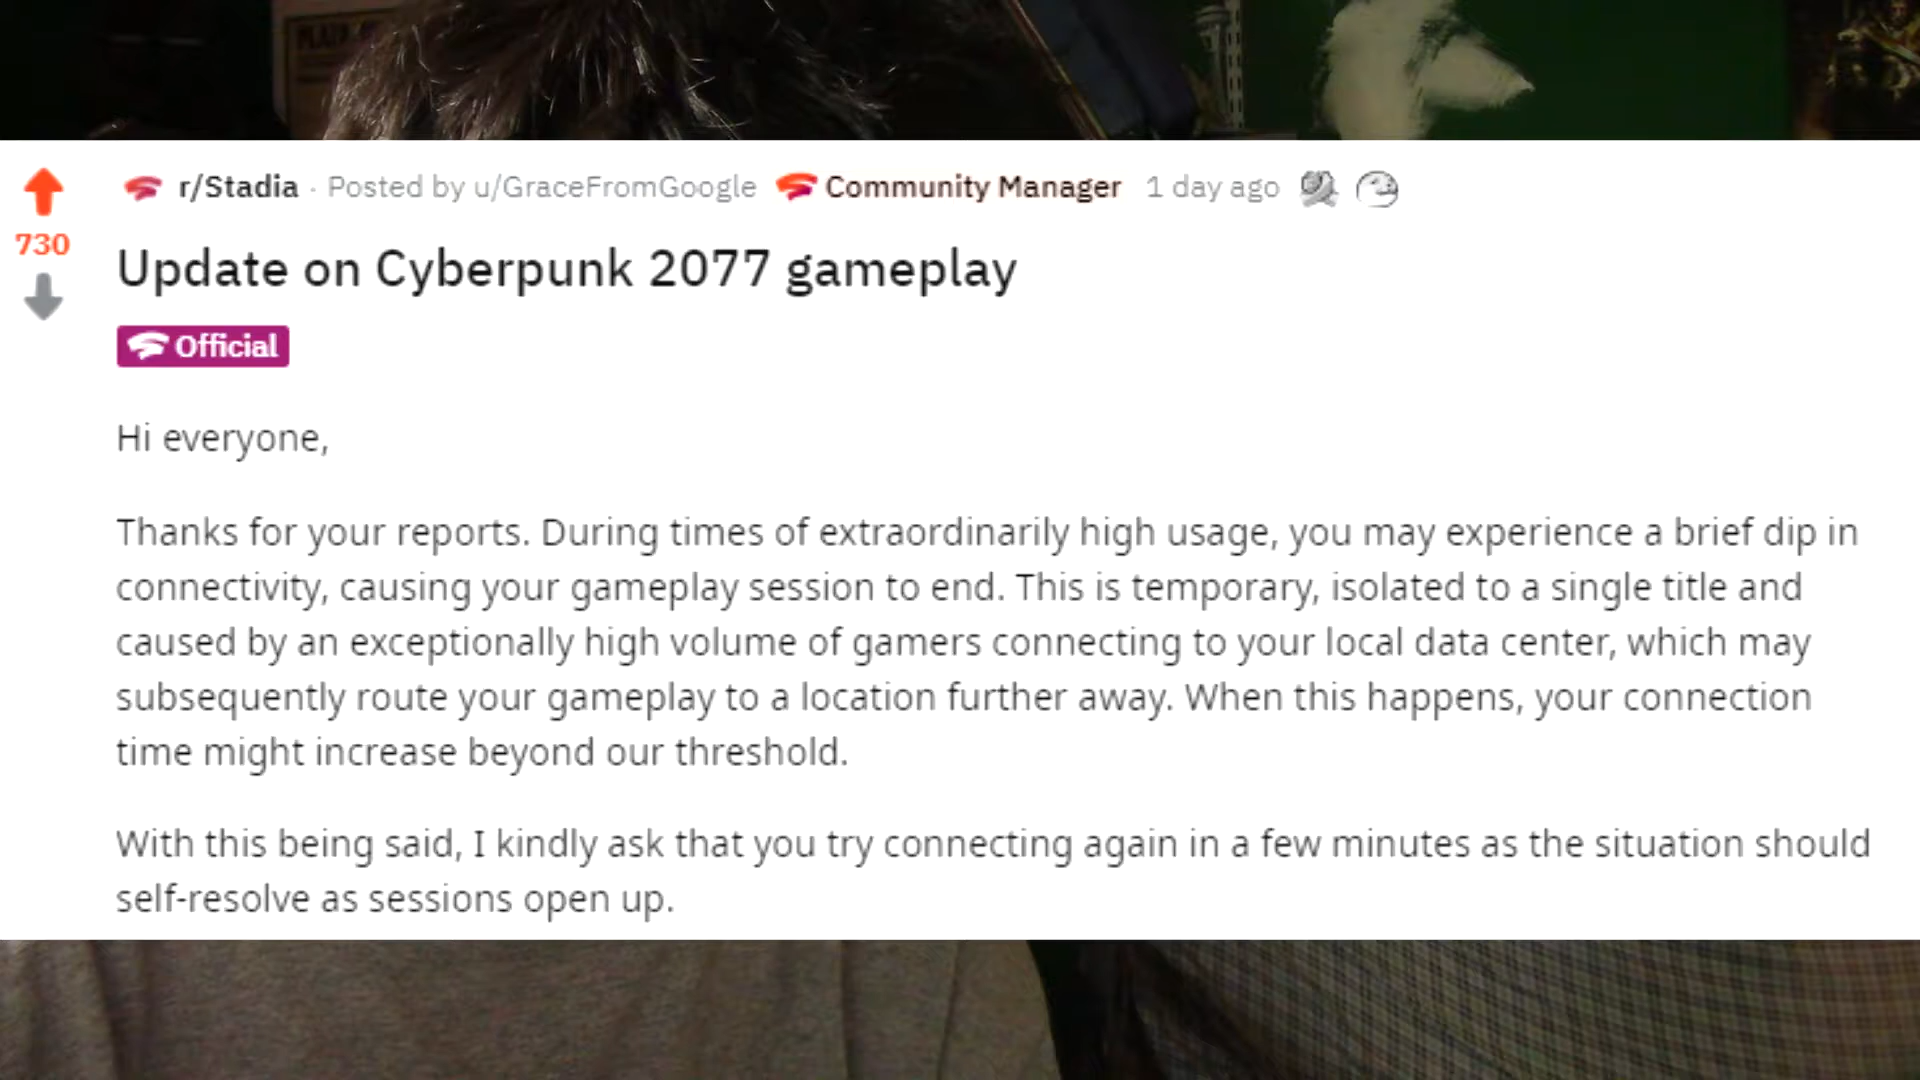 PLAIN
r/Stadia · Posted by u/GraceFromGoogle Community Manager 1 day ago
730
Update on Cyberpunk 2077 gameplay
Official
Hi everyone,
Thanks for your reports. During times of extraordinarily high usage, you may experience a brief dip in
connectivity, causing your gameplay session to end. This is temporary, isolated to a single title and
caused by an exceptionally high volume of gamers connecting to your local data center, which may
subsequently route your gameplay to a location further away. When this happens, your connection
time might increase beyond our threshold.
With this being said, I kindly ask that you try connecting again in a few minutes as the situation should
self-resolve as sessions open up.